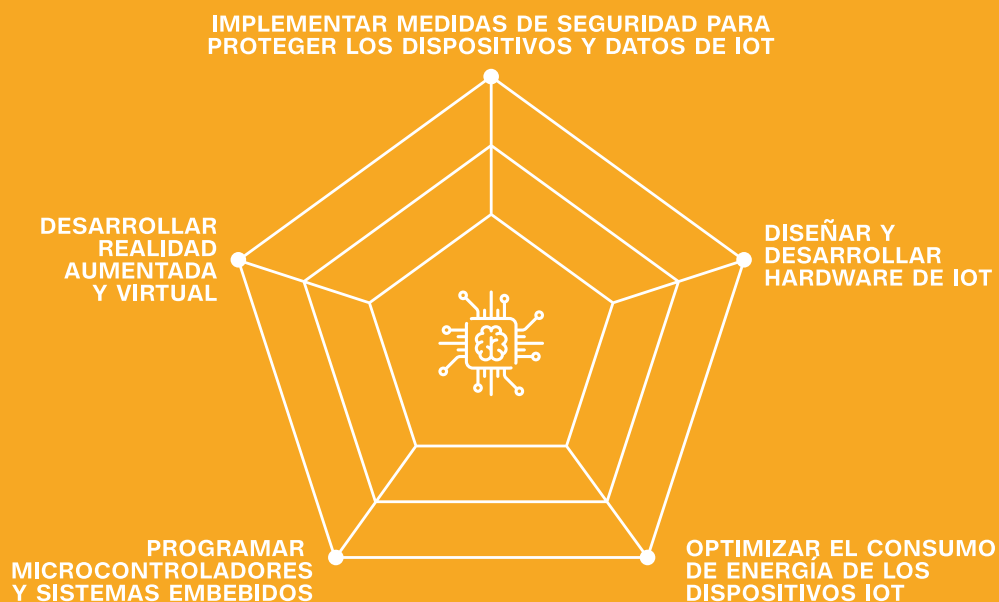 IMPLEMENTAR MEDIDAS DE SEGURIDAD PARA
PROTEGER LOS DISPOSITIVOS Y DATOS DE IOT
DESARROLLAR
REALIDAD
AUMENTADA
Y VIRTUAL
DISEÑAR Y
DESARROLLAR
HARDWARE DE IOT
PROGRAMAR
MICROCONTROLADORES
Y SISTEMAS EMBEBIDOS
OPTIMIZAR EL CONSUMO
DE ENERGÍA DE LOS
DISPOSITIVOS IOT